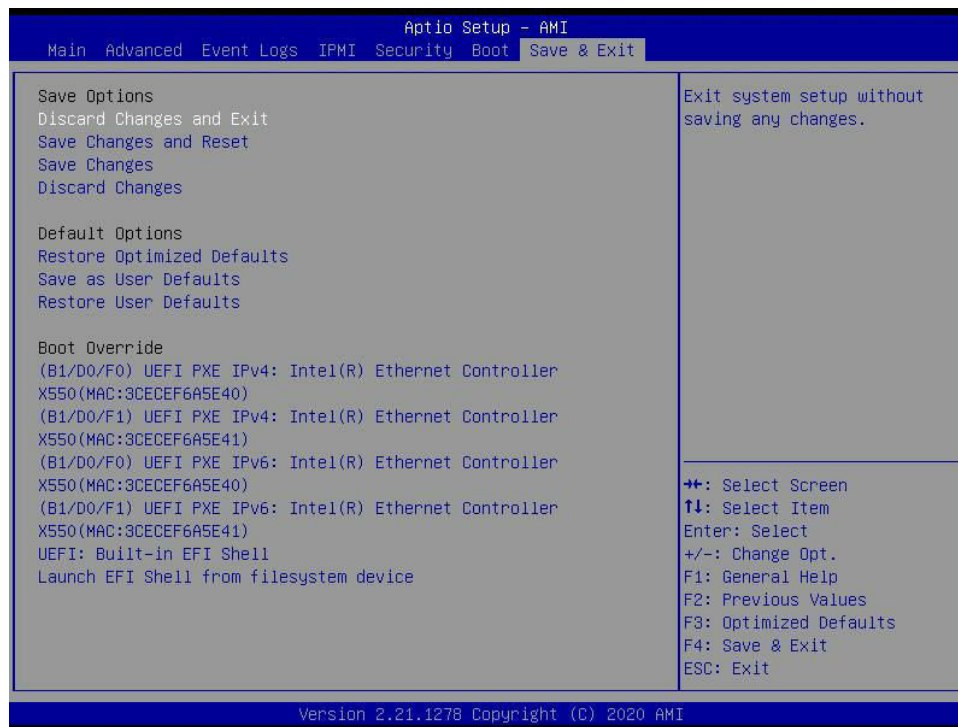 Aptio Setup – AMI
Main Advanced Event Logs IPMI Security Boot Save & Exit
Save Options
Discard Changes and Exit
Save Changes and Reset
Save Changes
Discard Changes
Default Options
Restore Optimized Defaults
Save as User Defaults
Restore User Defaults
Boot Override
(B1/D0/F0) UEFI PXE IPv4: Intel(R) Ethernet Controller
X550(MAC:3CECEF6A5E40)
(B1/D0/F1) UEFI PXE IPv4: Intel(R) Ethernet Controller
X550(MAC:3CECEF6A5E41)
(B1/D0/F0) UEFI PXE IPv6: Intel(R) Ethernet Controller
X550(MAC:3CECEF6A5E40)
(B1/D0/F1) UEFI PXE IPv6: Intel(R) Ethernet Controller
X550(MAC:3CECEF6A5E41)
UEFI: Built-in EFI Shell
Launch EFI Shell from filesystem device
Exit system setup without
saving any changes.
→←: Select Screen
↑↓: Select Item
Enter: Select
+/-: Change Opt.
F1: General Help
F2: Previous Values
F3: Optimized Defaults
F4: Save & Exit
ESC: Exit
Version 2.21.1278 Copyright (C) 2020 AMI